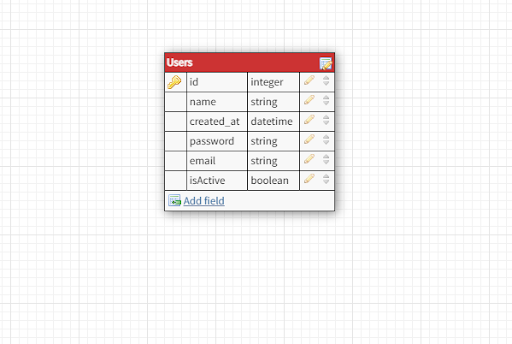 Users
id integer
name string
created_at datetime
password string
email string
isActive boolean
Add field